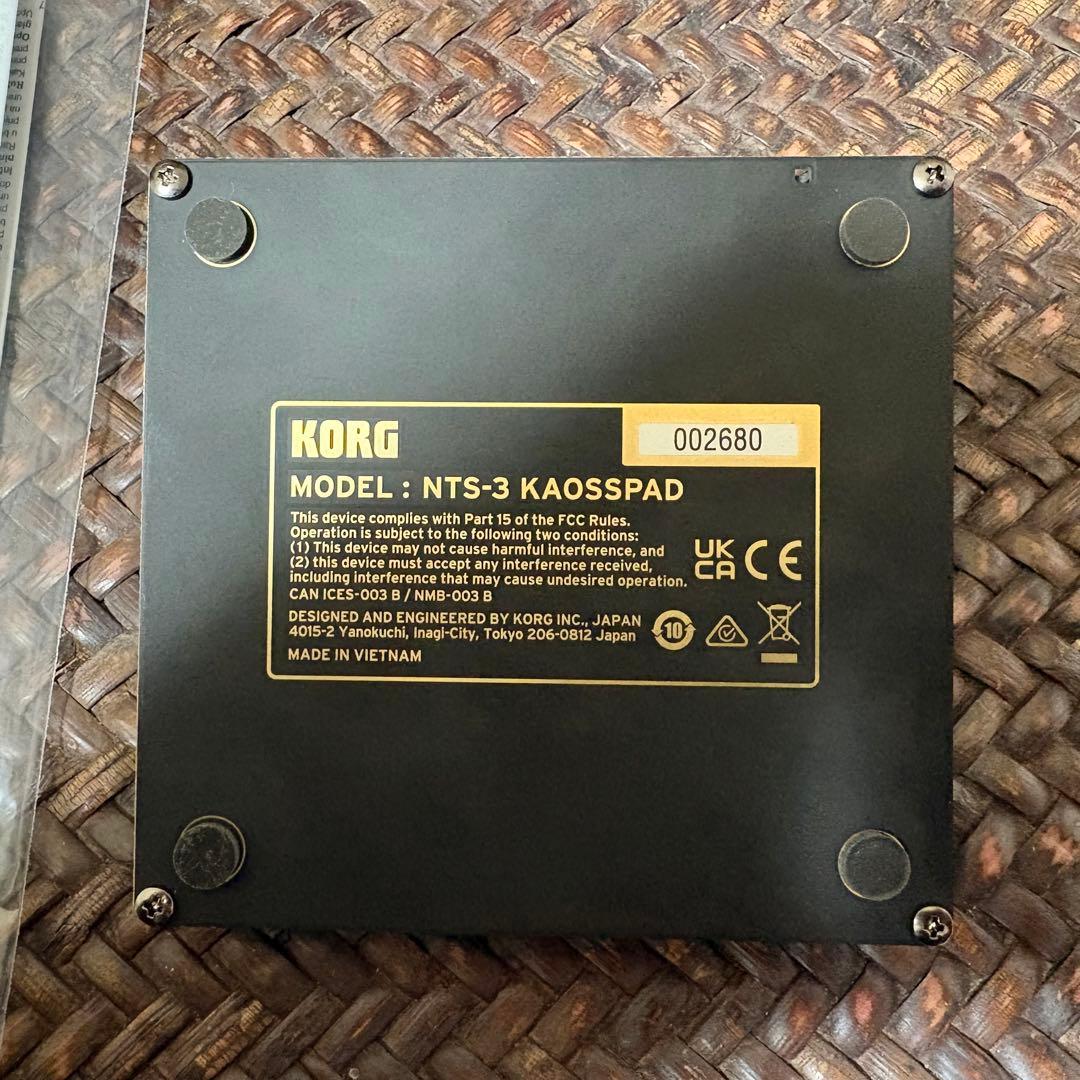 KORG
002680
MODEL : NTS-3 KAOSSPAD
This device complies with Part 15 of the FCC Rules.
Operation is subject to the following two conditions:
(1) This device may not cause harmful interference, and
(2) this device must accept any interference received,
including interference that may cause undesired operation.
CAN ICES-003 B / NMB-003 B
UK
CA
CE
DESIGNED AND ENGINEERED BY KORG INC., JAPAN
4015-2 Yanokuchi, Inagi-City, Tokyo 206-0812 Japan
10
MADE IN VIETNAM